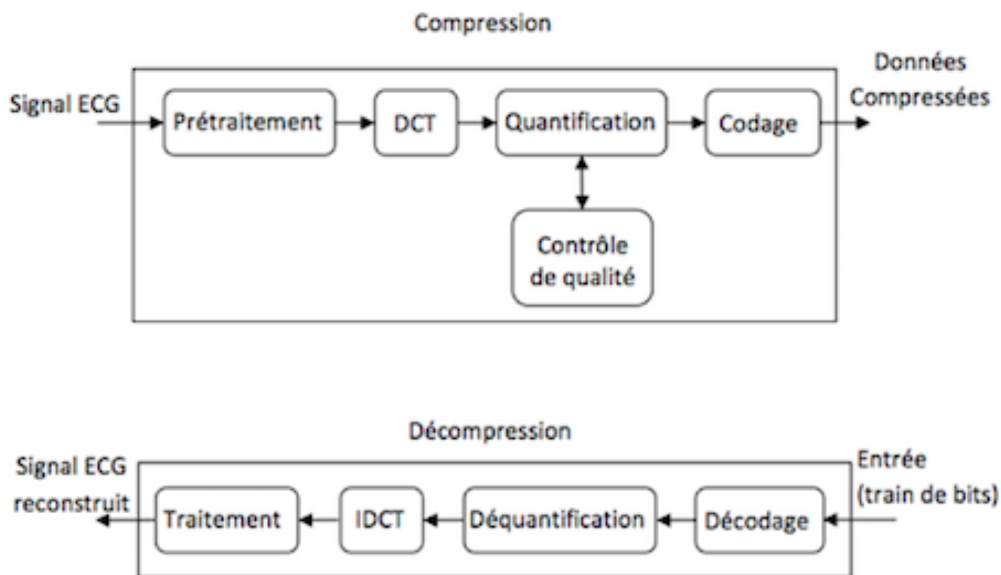 Compression
Signal ECG
Données
Compressées
Prétraitement
DCT
Quantification
Codage
Contrôle
de qualité
Décompression
Signal ECG
reconstruit
Entrée
(train de bits)
Traitement
IDCT
Déquantification
Décodage